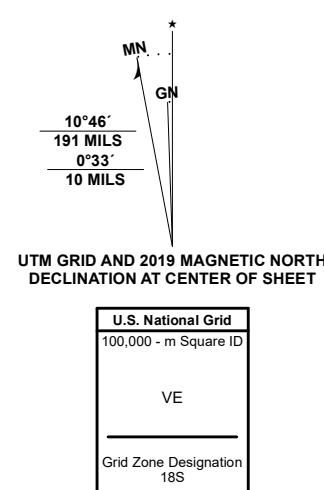 ★
MN
GN
10°46´
191 MILS
0°33´
10 MILS
UTM GRID AND 2019 MAGNETIC NORTH
DECLINATION AT CENTER OF SHEET
U.S. National Grid
100,000 - m Square ID
VE
Grid Zone Designation
18S